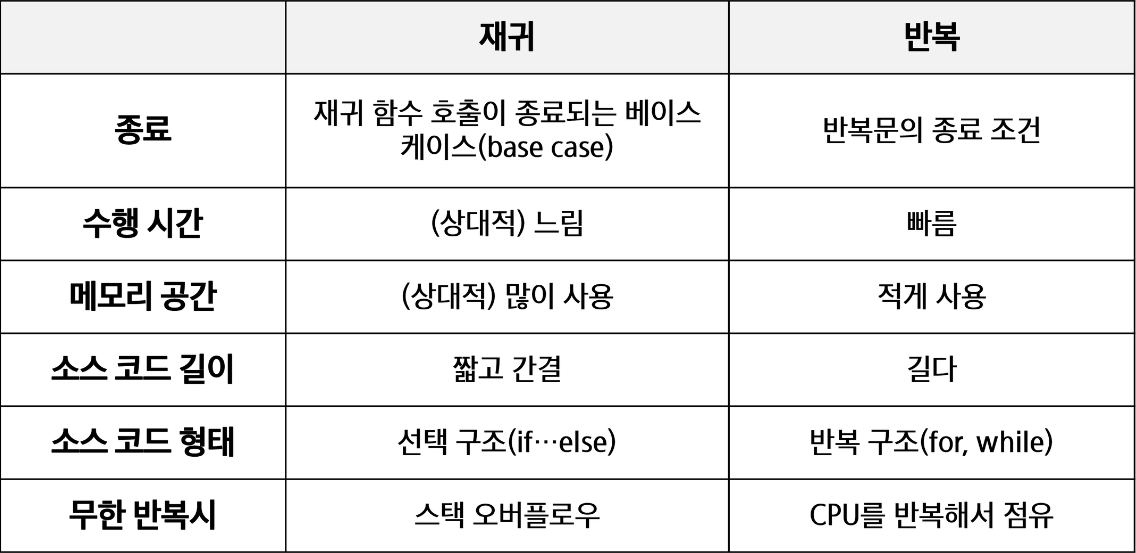 재귀 반복
종료 재귀 함수 호출이 종료되는 베이스 케이스(base case) 반복문의 종료 조건
수행 시간 (상대적) 느림 빠름
메모리 공간 (상대적) 많이 사용 적게 사용
소스 코드 길이 짧고 간결 길다
소스 코드 형태 선택 구조(if…else) 반복 구조(for, while)
무한 반복시 스택 오버플로우 CPU를 반복해서 점유